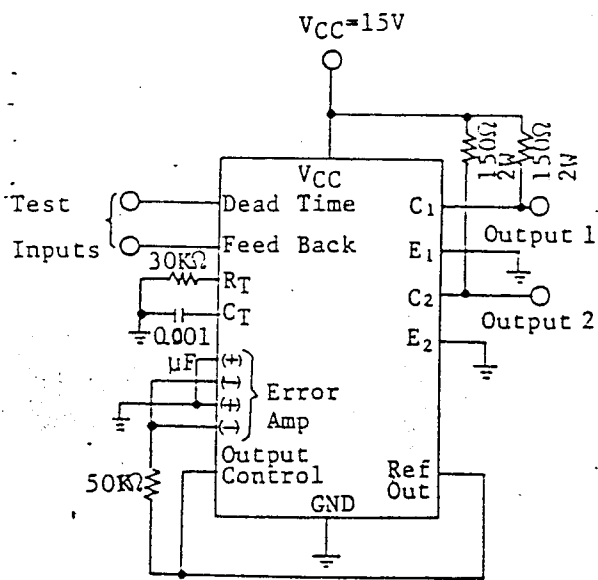 VCC=15V
150Ω
2W
150Ω
2W
VCC
Test
Inputs
Dead Time
Feed Back
30KΩ
RT
CT
0.001
μF
(+)
(−)
(+)
(−)
Error
Amp
Output
Control
50KΩ
C1
Output 1
E1
C2
Output 2
E2
Ref
Out
GND